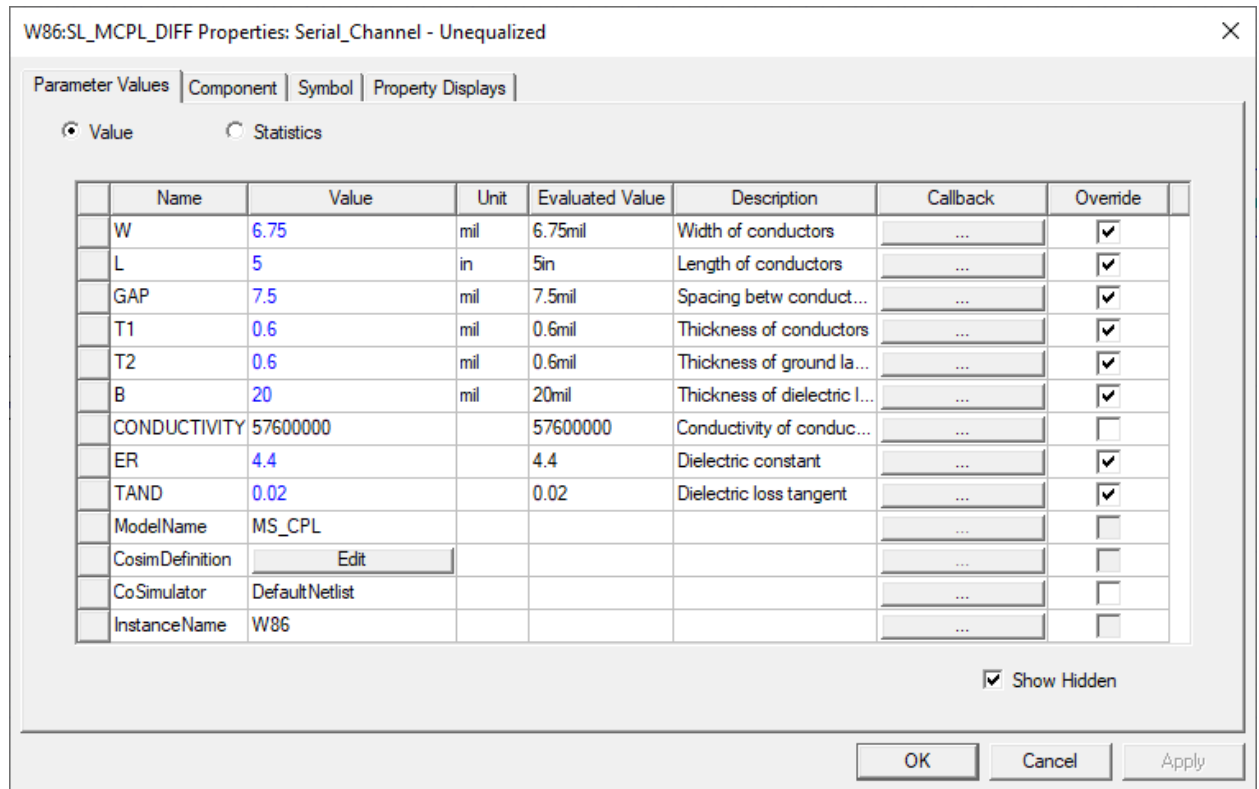 W86:SL_MCPL_DIFF Properties: Serial_Channel - Unequalized
Parameter Values Component Symbol Property Displays
Value Statistics
Name Value Unit Evaluated Value Description Callback Override
W 6.75 mil 6.75mil Width of conductors ...
L 5 in 5in Length of conductors ...
GAP 7.5 mil 7.5mil Spacing betw conduct... ...
T1 0.6 mil 0.6mil Thickness of conductors ...
T2 0.6 mil 0.6mil Thickness of ground la... ...
B 20 mil 20mil Thickness of dielectric l... ...
CONDUCTIVITY 57600000 57600000 Conductivity of conduc... ...
ER 4.4 4.4 Dielectric constant ...
TAND 0.02 0.02 Dielectric loss tangent ...
ModelName MS_CPL ...
CosimDefinition Edit ...
CoSimulator DefaultNetlist ...
InstanceName W86 ...
Show Hidden
OK Cancel Apply